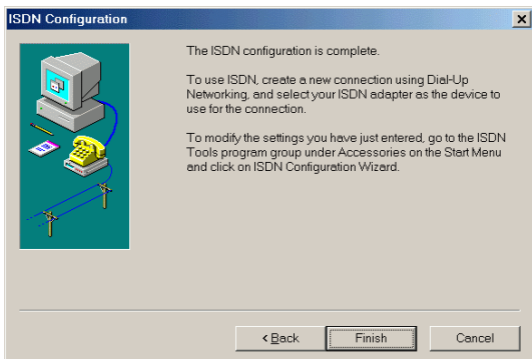 ISDN Configuration
The ISDN configuration is complete.
To use ISDN, create a new connection using Dial-Up
Networking, and select your ISDN adapter as the device to
use for the connection.
To modify the settings you have just entered, go to the ISDN
Tools program group under Accessories on the Start Menu
and click on ISDN Configuration Wizard.
< Back
Finish
Cancel